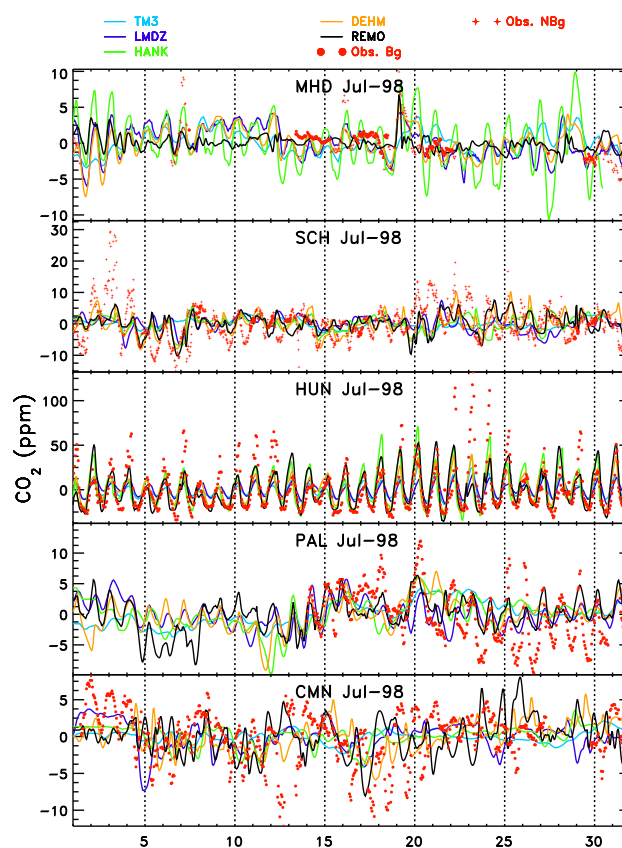 TM3 DEHM Obs. NBg
LMDZ REMO
HANK Obs. Bg
MHD Jul-98
10
5
0
-5
-10
SCH Jul-98
30
20
10
0
-10
HUN Jul-98
100
50
0
CO2 (ppm)
PAL Jul-98
10
5
0
-5
CMN Jul-98
5
0
-5
-10
5 10 15 20 25 30